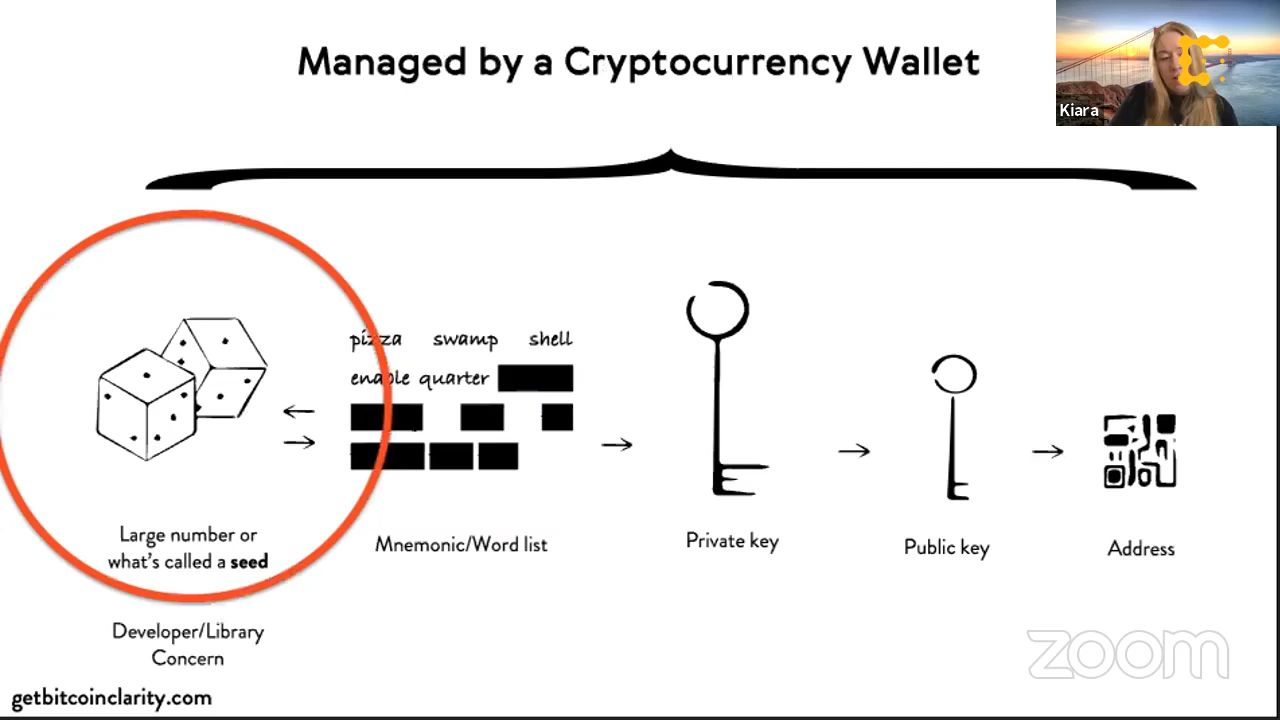 Managed by a Cryptocurrency Wallet
Kiara
pizza swamp shell
enable quarter
Large number or
what's called a seed
Mnemonic/Word list
Private key
Public key
Address
Developer/Library
Concern
getbitcoinclarity.com
zoom